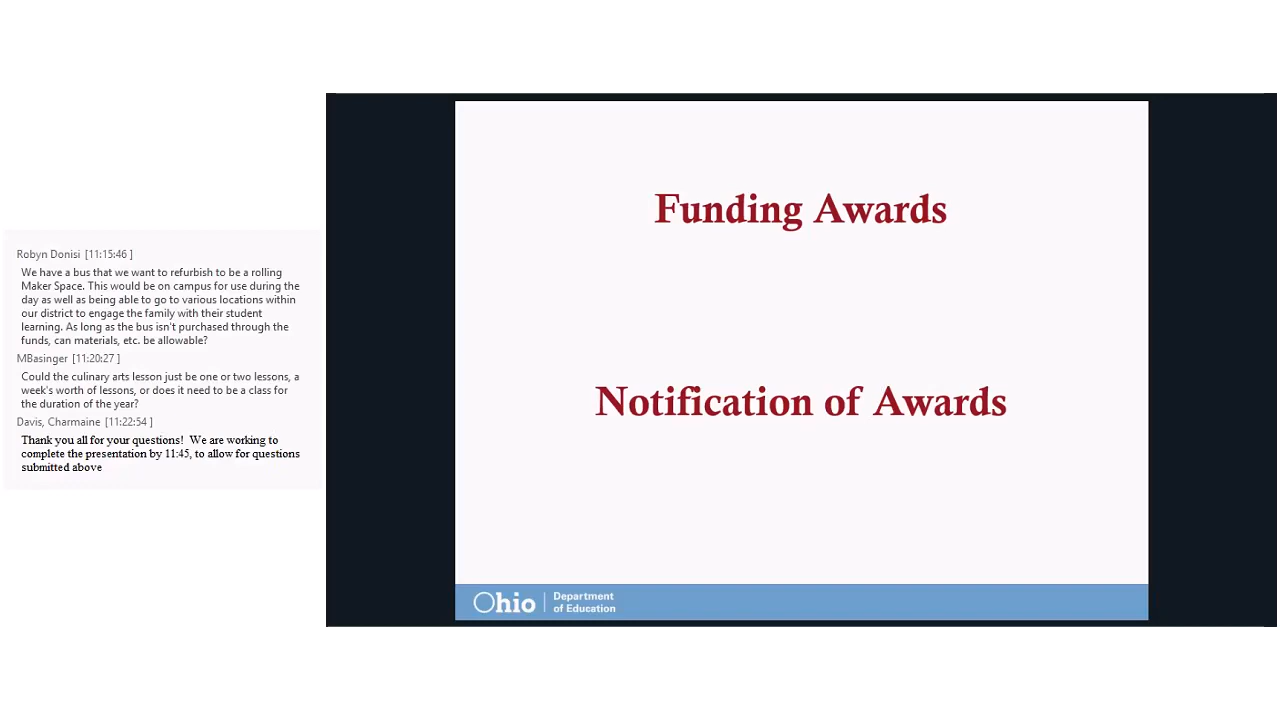 Robyn Donisi [11:15:46 ]
We have a bus that we want to refurbish to be a rolling
Maker Space. This would be on campus for use during the
day as well as being able to go to various locations within
our district to engage the family with their student
learning. As long as the bus isn't purchased through the
funds, can materials, etc. be allowable?
MBasinger [11:20:27 ]
Could the culinary arts lesson just be one or two lessons, a
week's worth of lessons, or does it need to be a class for
the duration of the year?
Davis, Charmaine [11:22:54 ]
Thank you all for your questions!  We are working to
complete the presentation by 11:45, to allow for questions
submitted above
Funding Awards
Notification of Awards
Ohio
Department
of Education